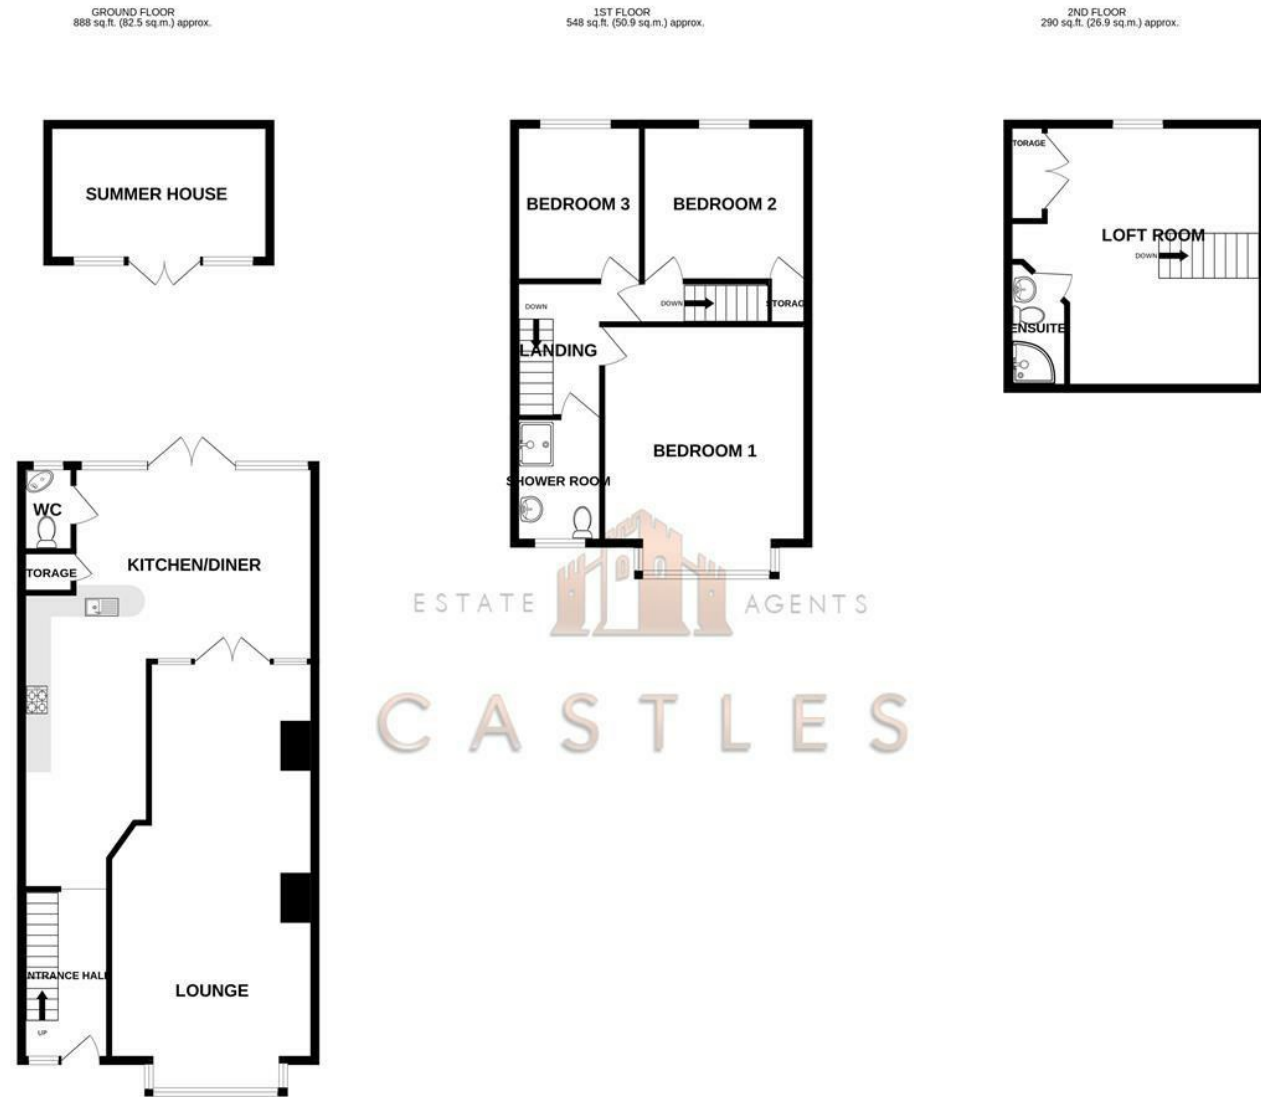 GROUND FLOOR
888 sq.ft. (82.5 sq.m.) approx.
SUMMER HOUSE
WC
TORAGE
KITCHEN/DINER
NTRANCE HALL
UP
LOUNGE
1ST FLOOR
548 sq.ft. (50.9 sq.m.) approx.
BEDROOM 3
BEDROOM 2
DOWN
DOWN
STORAG
LANDING
BEDROOM 1
SHOWER ROOM
ESTATE AGENTS
CASTLES
2ND FLOOR
290 sq.ft. (26.9 sq.m.) approx.
TORAGE
LOFT ROOM
DOWN
ENSUITE